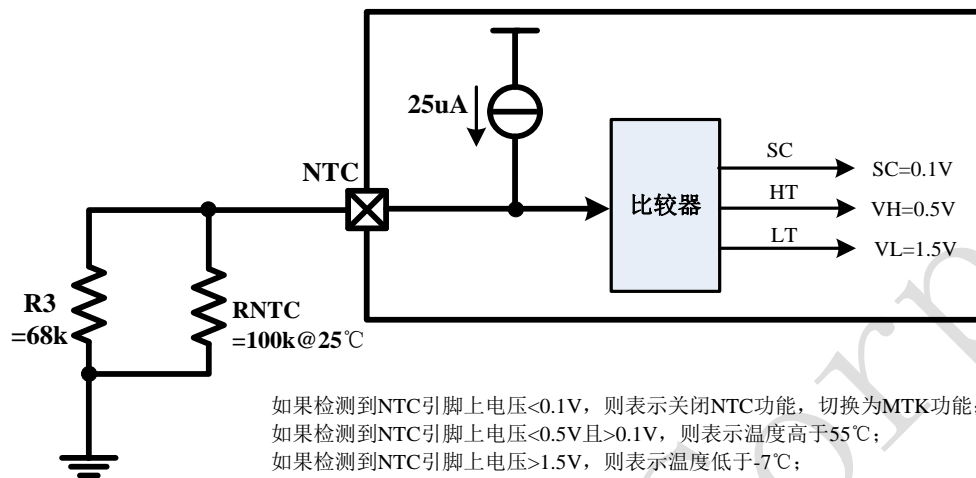 25uA
NTC
比较器
SC
SC=0.1V
HT
VH=0.5V
LT
VL=1.5V
R3
=68k
RNTC
=100k@25℃
如果检测到NTC引脚上电压<0.1V，则表示关闭NTC功能，切换为MTK功能；
如果检测到NTC引脚上电压<0.5V且>0.1V，则表示温度高于55℃；
如果检测到NTC引脚上电压>1.5V，则表示温度低于-7℃；
orp